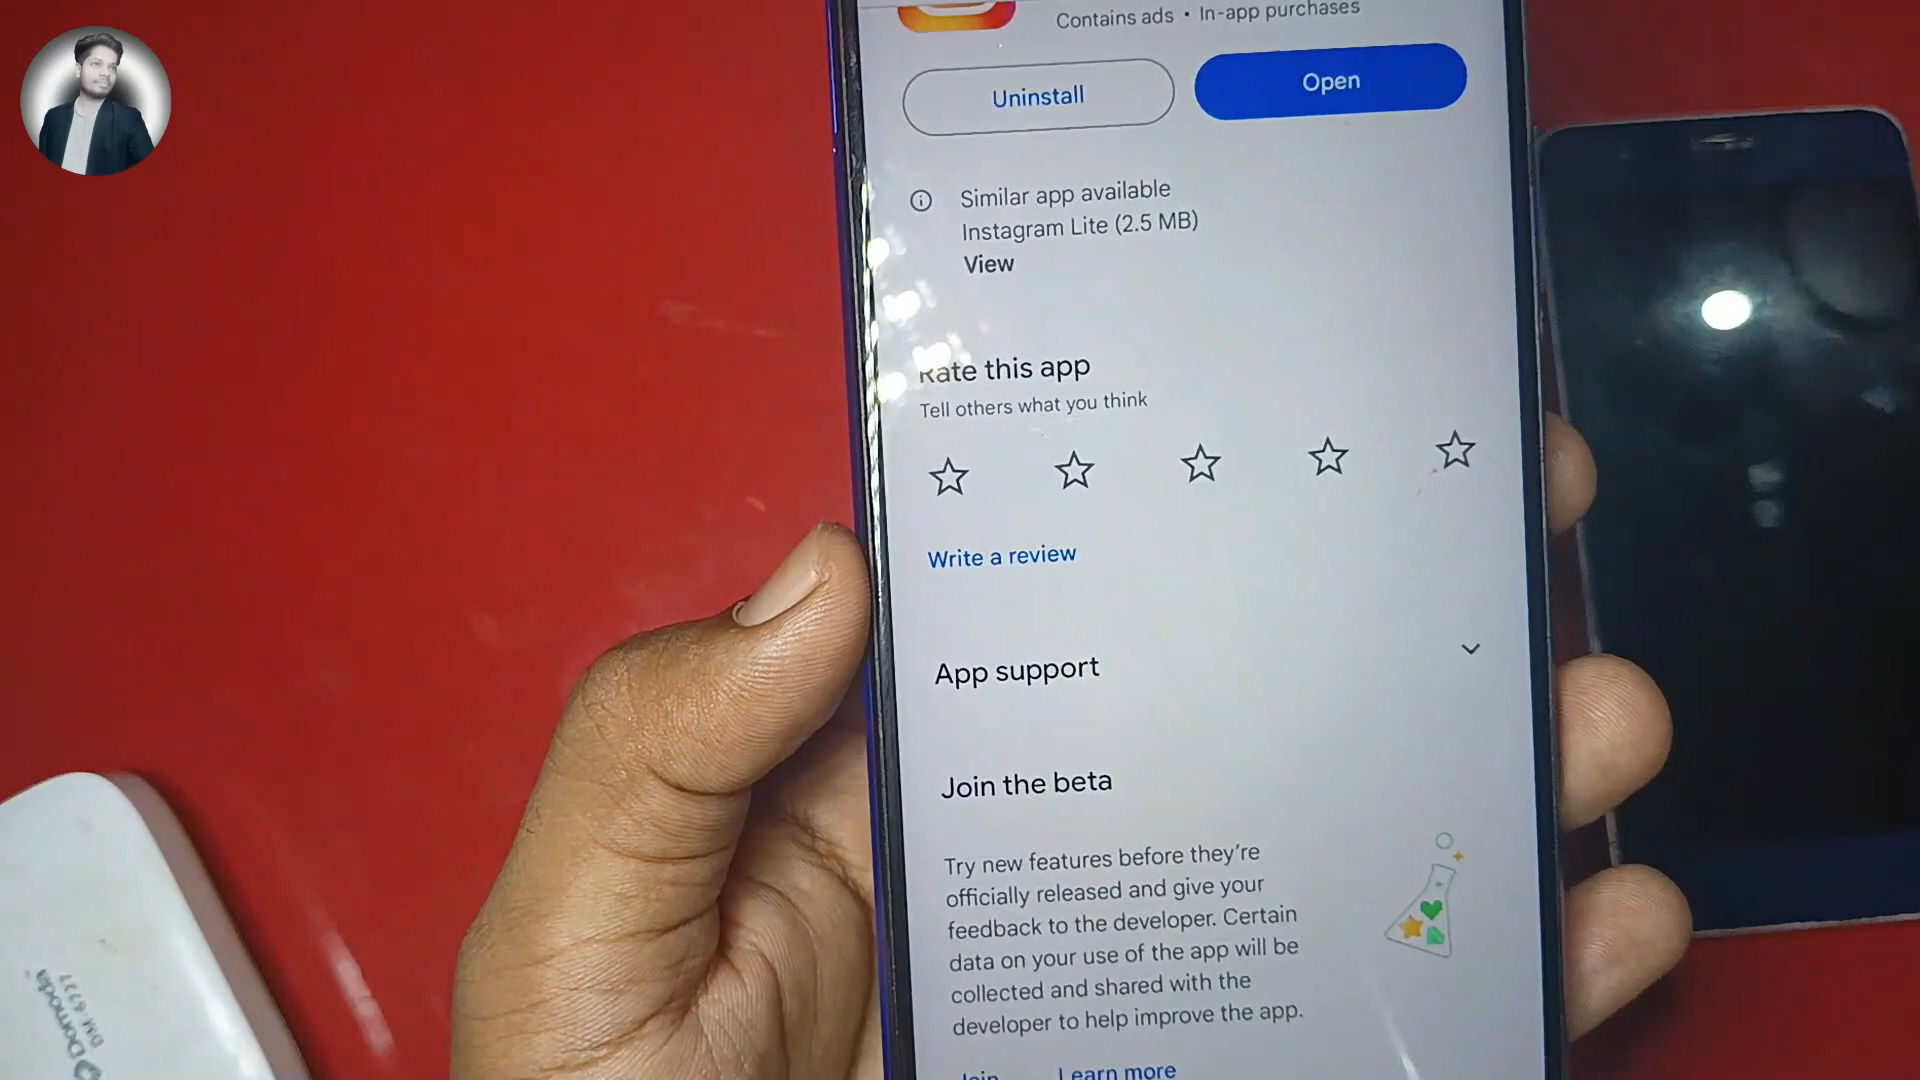 Contains ads • In-app purchases
Uninstall
Open
Similar app available
Instagram Lite (2.5 MB)
View
Rate this app
Tell others what you think
Write a review
App support
Join the beta
Try new features before they're
officially released and give your
feedback to the developer. Certain
data on your use of the app will be
collected and shared with the
developer to help improve the app.
Join
Learn more
Domoda